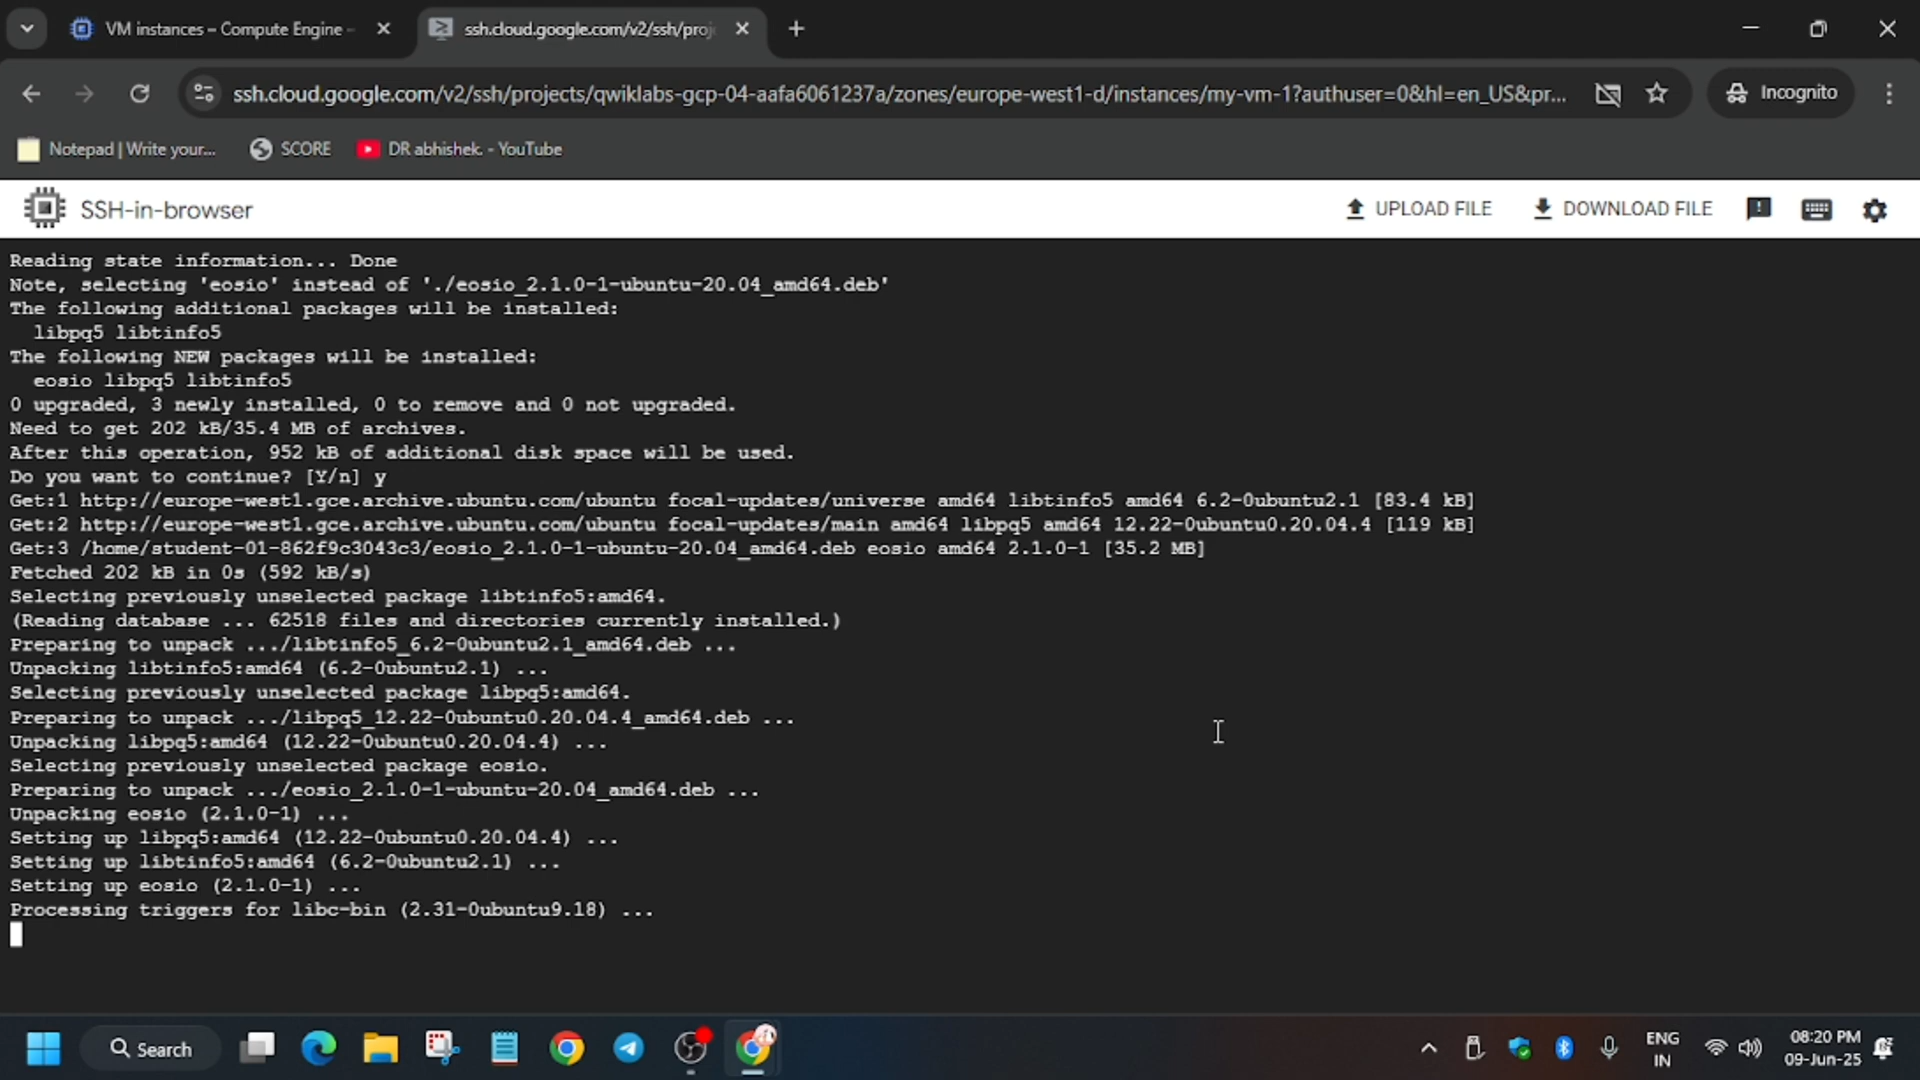 VM instances – Compute Engine –
ssh.cloud.google.com/v2/ssh/proj
ssh.cloud.google.com/v2/ssh/projects/qwiklabs-gcp-04-aafa6061237a/zones/europe-west1-d/instances/my-vm-1?authuser=0&hl=en_US&pr...
Incognito
Notepad | Write your...
SCORE
DR abhishek. - YouTube
SSH-in-browser
UPLOAD FILE
DOWNLOAD FILE
Reading state information... Done
Note, selecting 'eosio' instead of './eosio_2.1.0-1-ubuntu-20.04_amd64.deb'
The following additional packages will be installed:
libpq5 libtinfo5
The following NEW packages will be installed:
eosio libpq5 libtinfo5
0 upgraded, 3 newly installed, 0 to remove and 0 not upgraded.
Need to get 202 kB/35.4 MB of archives.
After this operation, 952 kB of additional disk space will be used.
Do you want to continue? [Y/n] y
Get:1 http://europe-west1.gce.archive.ubuntu.com/ubuntu focal-updates/universe amd64 libtinfo5 amd64 6.2-0ubuntu2.1 [83.4 kB]
Get:2 http://europe-west1.gce.archive.ubuntu.com/ubuntu focal-updates/main amd64 libpq5 amd64 12.22-0ubuntu0.20.04.4 [119 kB]
Get:3 /home/student-01-862f9c3043c3/eosio_2.1.0-1-ubuntu-20.04_amd64.deb eosio amd64 2.1.0-1 [35.2 MB]
Fetched 202 kB in 0s (592 kB/s)
Selecting previously unselected package libtinfo5:amd64.
(Reading database ... 62518 files and directories currently installed.)
Preparing to unpack .../libtinfo5_6.2-0ubuntu2.1_amd64.deb ...
Unpacking libtinfo5:amd64 (6.2-0ubuntu2.1) ...
Selecting previously unselected package libpq5:amd64.
Preparing to unpack .../libpq5_12.22-0ubuntu0.20.04.4_amd64.deb ...
Unpacking libpq5:amd64 (12.22-0ubuntu0.20.04.4) ...
Selecting previously unselected package eosio.
Preparing to unpack .../eosio_2.1.0-1-ubuntu-20.04_amd64.deb ...
Unpacking eosio (2.1.0-1) ...
Setting up libpq5:amd64 (12.22-0ubuntu0.20.04.4) ...
Setting up libtinfo5:amd64 (6.2-0ubuntu2.1) ...
Setting up eosio (2.1.0-1) ...
Processing triggers for libc-bin (2.31-0ubuntu9.18) ...
Search
ENG
IN
08:20 PM
09-Jun-25